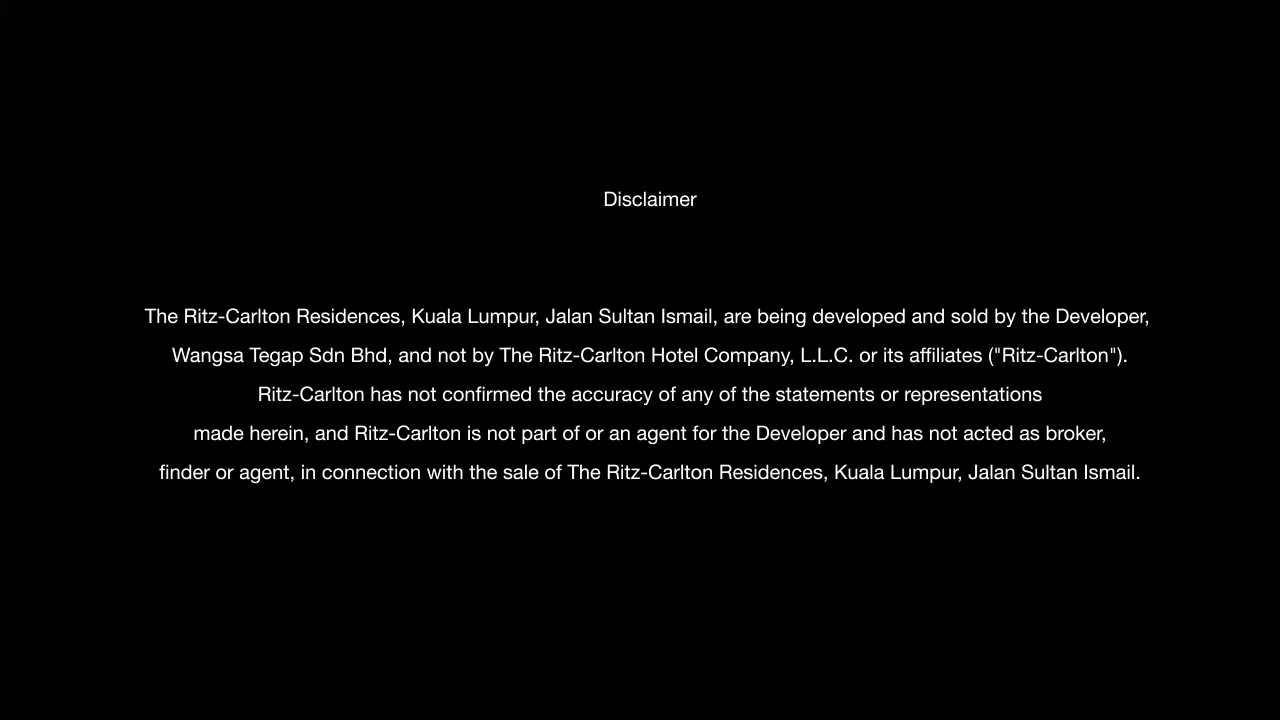 Disclaimer
The Ritz-Carlton Residences, Kuala Lumpur, Jalan Sultan Ismail, are being developed and sold by the Developer,
Wangsa Tegap Sdn Bhd, and not by The Ritz-Carlton Hotel Company, L.L.C. or its affiliates ("Ritz-Carlton").
Ritz-Carlton has not confirmed the accuracy of any of the statements or representations
made herein, and Ritz-Carlton is not part of or an agent for the Developer and has not acted as broker,
finder or agent, in connection with the sale of The Ritz-Carlton Residences, Kuala Lumpur, Jalan Sultan Ismail.